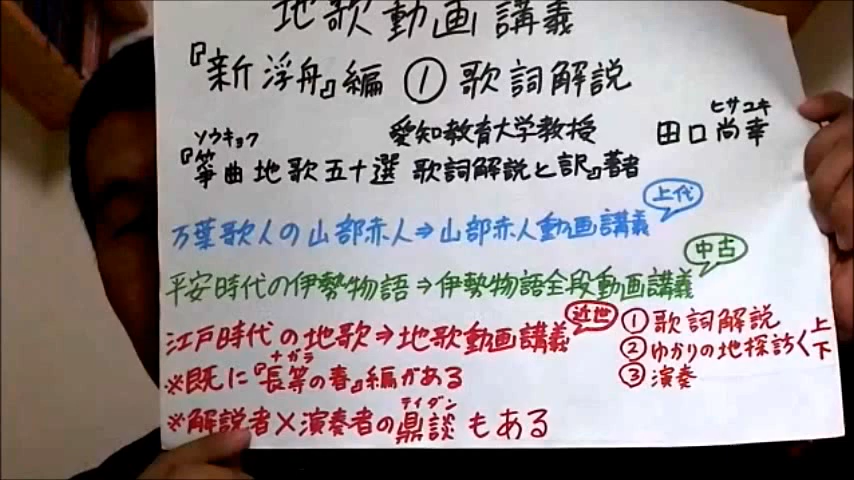 地歌動画講義
『新浮舟』編 ① 歌詞解説
愛知教育大学教授 田口尚幸 ヒサユキ
ソウキョク
『箏曲地歌五十選 歌詞解説と訳』著者
万葉歌人の山部赤人⇒山部赤人動画講義 上代
平安時代の伊勢物語⇒伊勢物語全段動画講義 中古
江戸時代の地歌⇒地歌動画講義 近世
※既に『長等の春』編がある ナガラ
※解説者×演奏者の鼎談もある テイダン
① 歌詞解説
② ゆかりの地探訪 上 下
③ 演奏